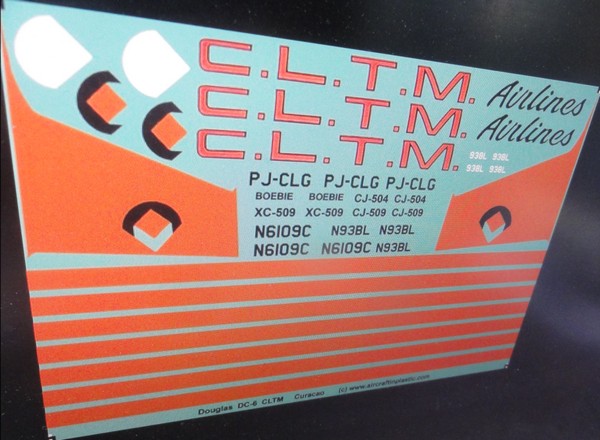 C.L.T.M. Airlines
C.L.T.M. Airlines
C.L.T.M.
93BL 93BL
93BL 93BL
PJ-CLG PJ-CLG PJ-CLG
BOEBIE BOEBIE CJ-504 CJ-504
XC-509 XC-509 CJ-509 CJ-509
N6109C N93BL N93BL
N6109C N6109C N93BL
Douglas DC-6 CLTM Curacao (c) www.aircraftinplastic.com